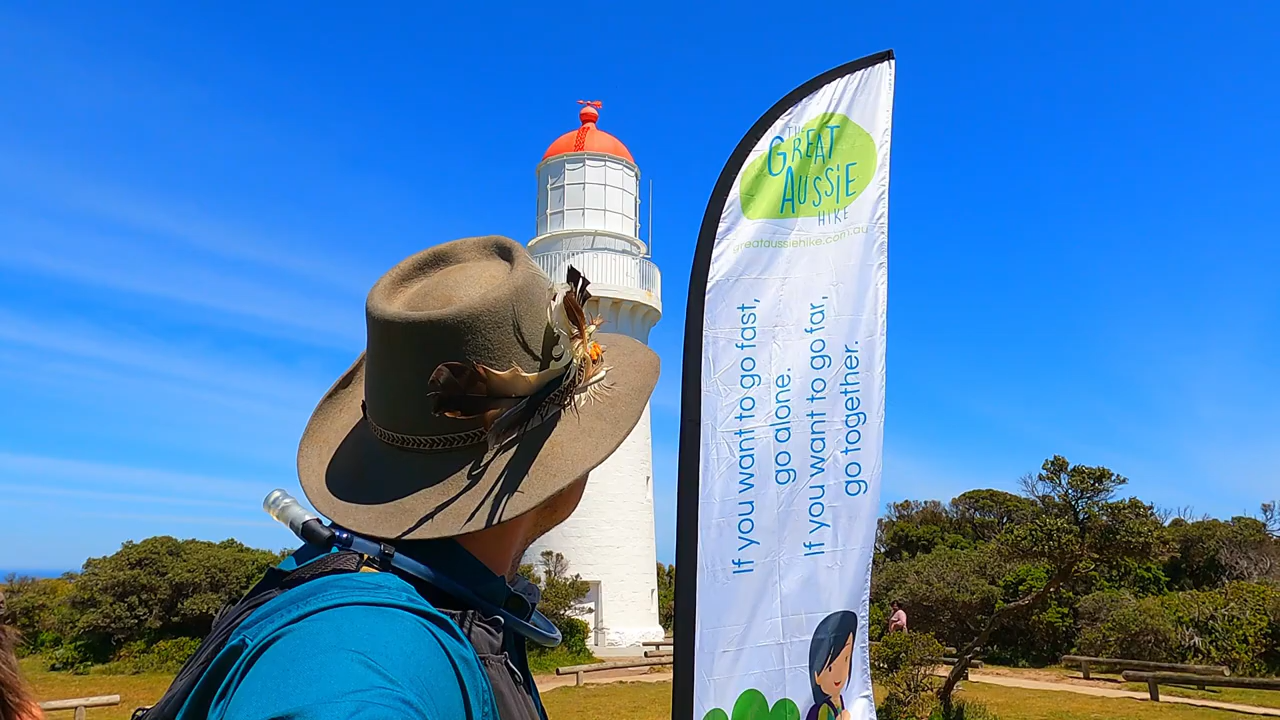 THE
GREAT
AUSSIE
HIKE
greataussiehike.com.au
If you want to go fast,
go alone.
If you want to go far,
go together.